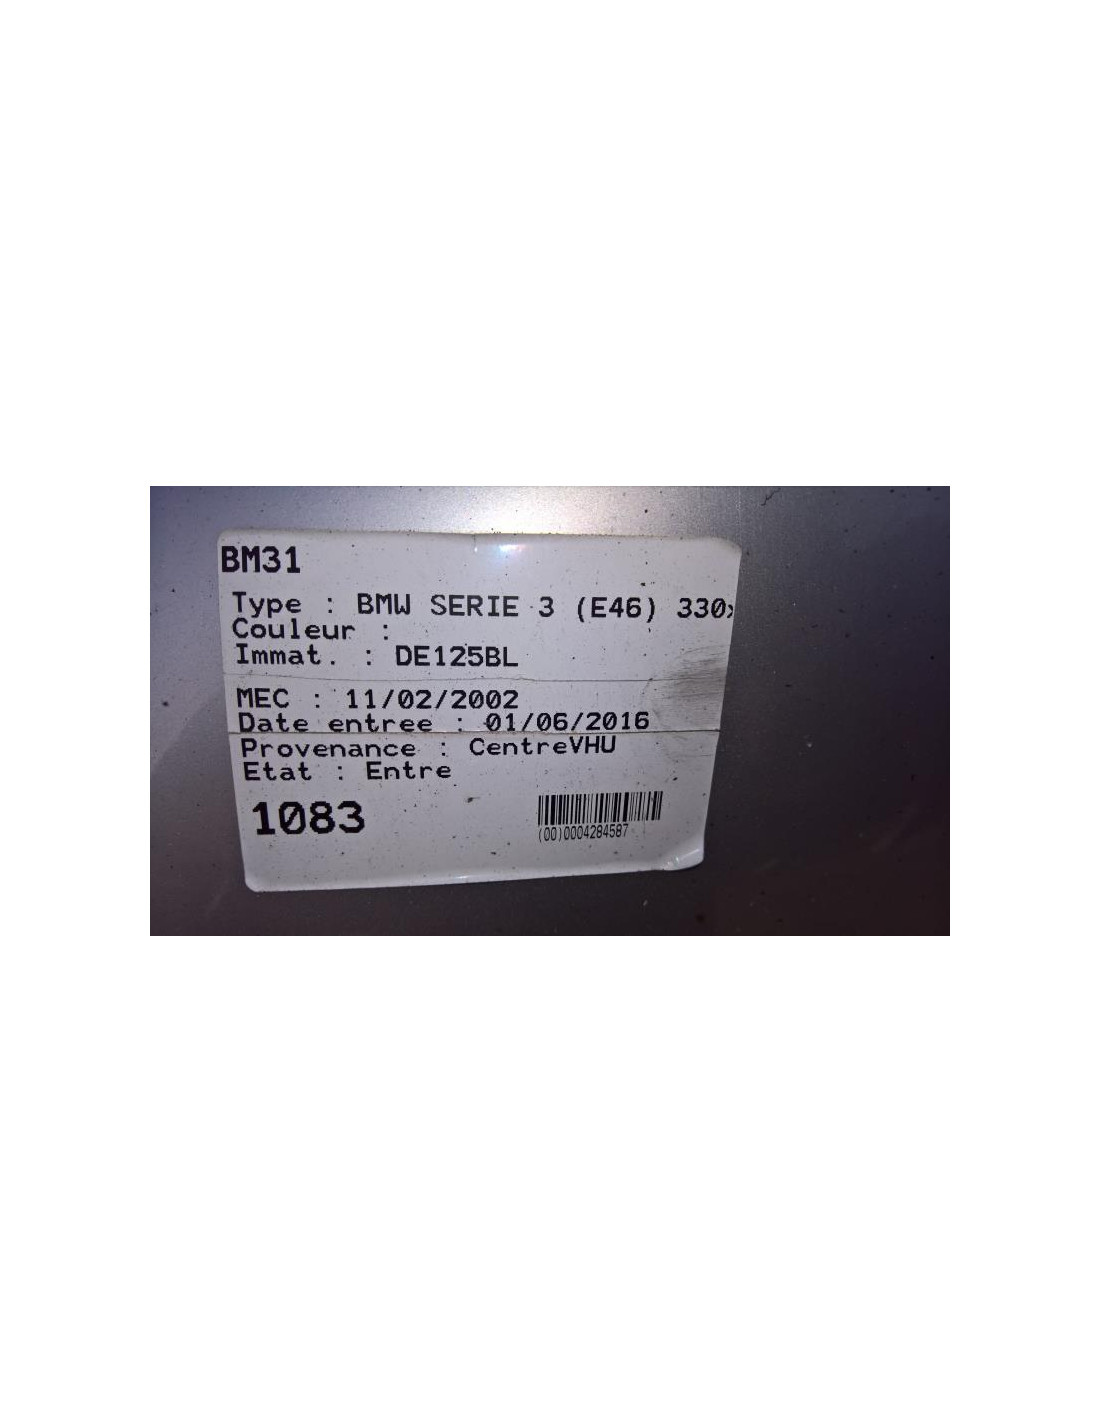 BM31
Type : BMW SERIE 3 (E46) 330x
Couleur :
Immat. : DE125BL
MEC : 11/02/2002
Date entree : 01/06/2016
Provenance : CentreVHU
Etat : Entre
1083
(00)0004284587